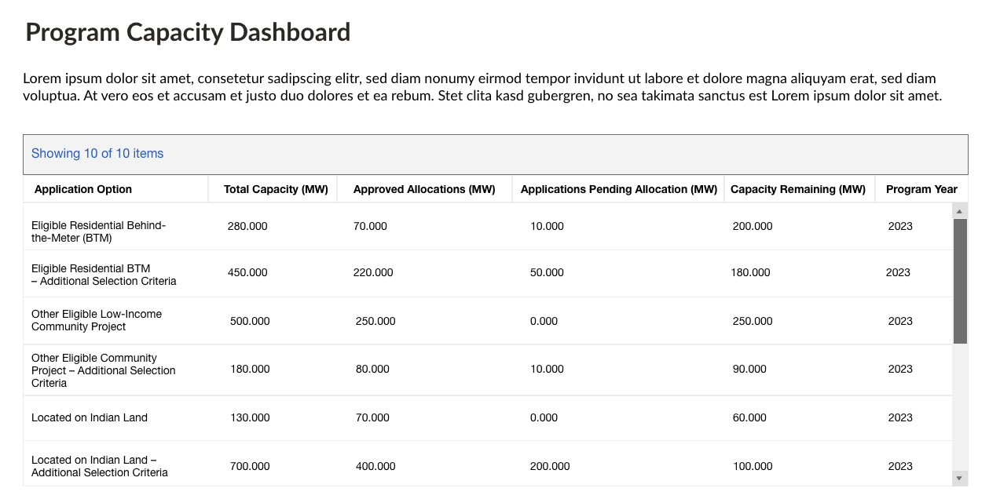 Program Capacity Dashboard
Lorem ipsum dolor sit amet, consetetur sadipscing elitr, sed diam nonumy eirmod tempor invidunt ut labore et dolore magna aliquyam erat, sed diam
voluptua. At vero eos et accusam et justo duo dolores et ea rebum. Stet clita kasd gubergren, no sea takimata sanctus est Lorem ipsum dolor sit amet.
Showing 10 of 10 items
Application Option Total Capacity (MW) Approved Allocations (MW) Applications Pending Allocation (MW) Capacity Remaining (MW) Program Year
Eligible Residential Behind-
the-Meter (BTM)
280.000 70.000 10.000 200.000 2023
Eligible Residential BTM
– Additional Selection Criteria
450.000 220.000 50.000 180.000 2023
Other Eligible Low-Income
Community Project
500.000 250.000 0.000 250.000 2023
Other Eligible Community
Project – Additional Selection
Criteria
180.000 80.000 10.000 90.000 2023
Located on Indian Land 130.000 70.000 0.000 60.000 2023
Located on Indian Land –
Additional Selection Criteria
700.000 400.000 200.000 100.000 2023